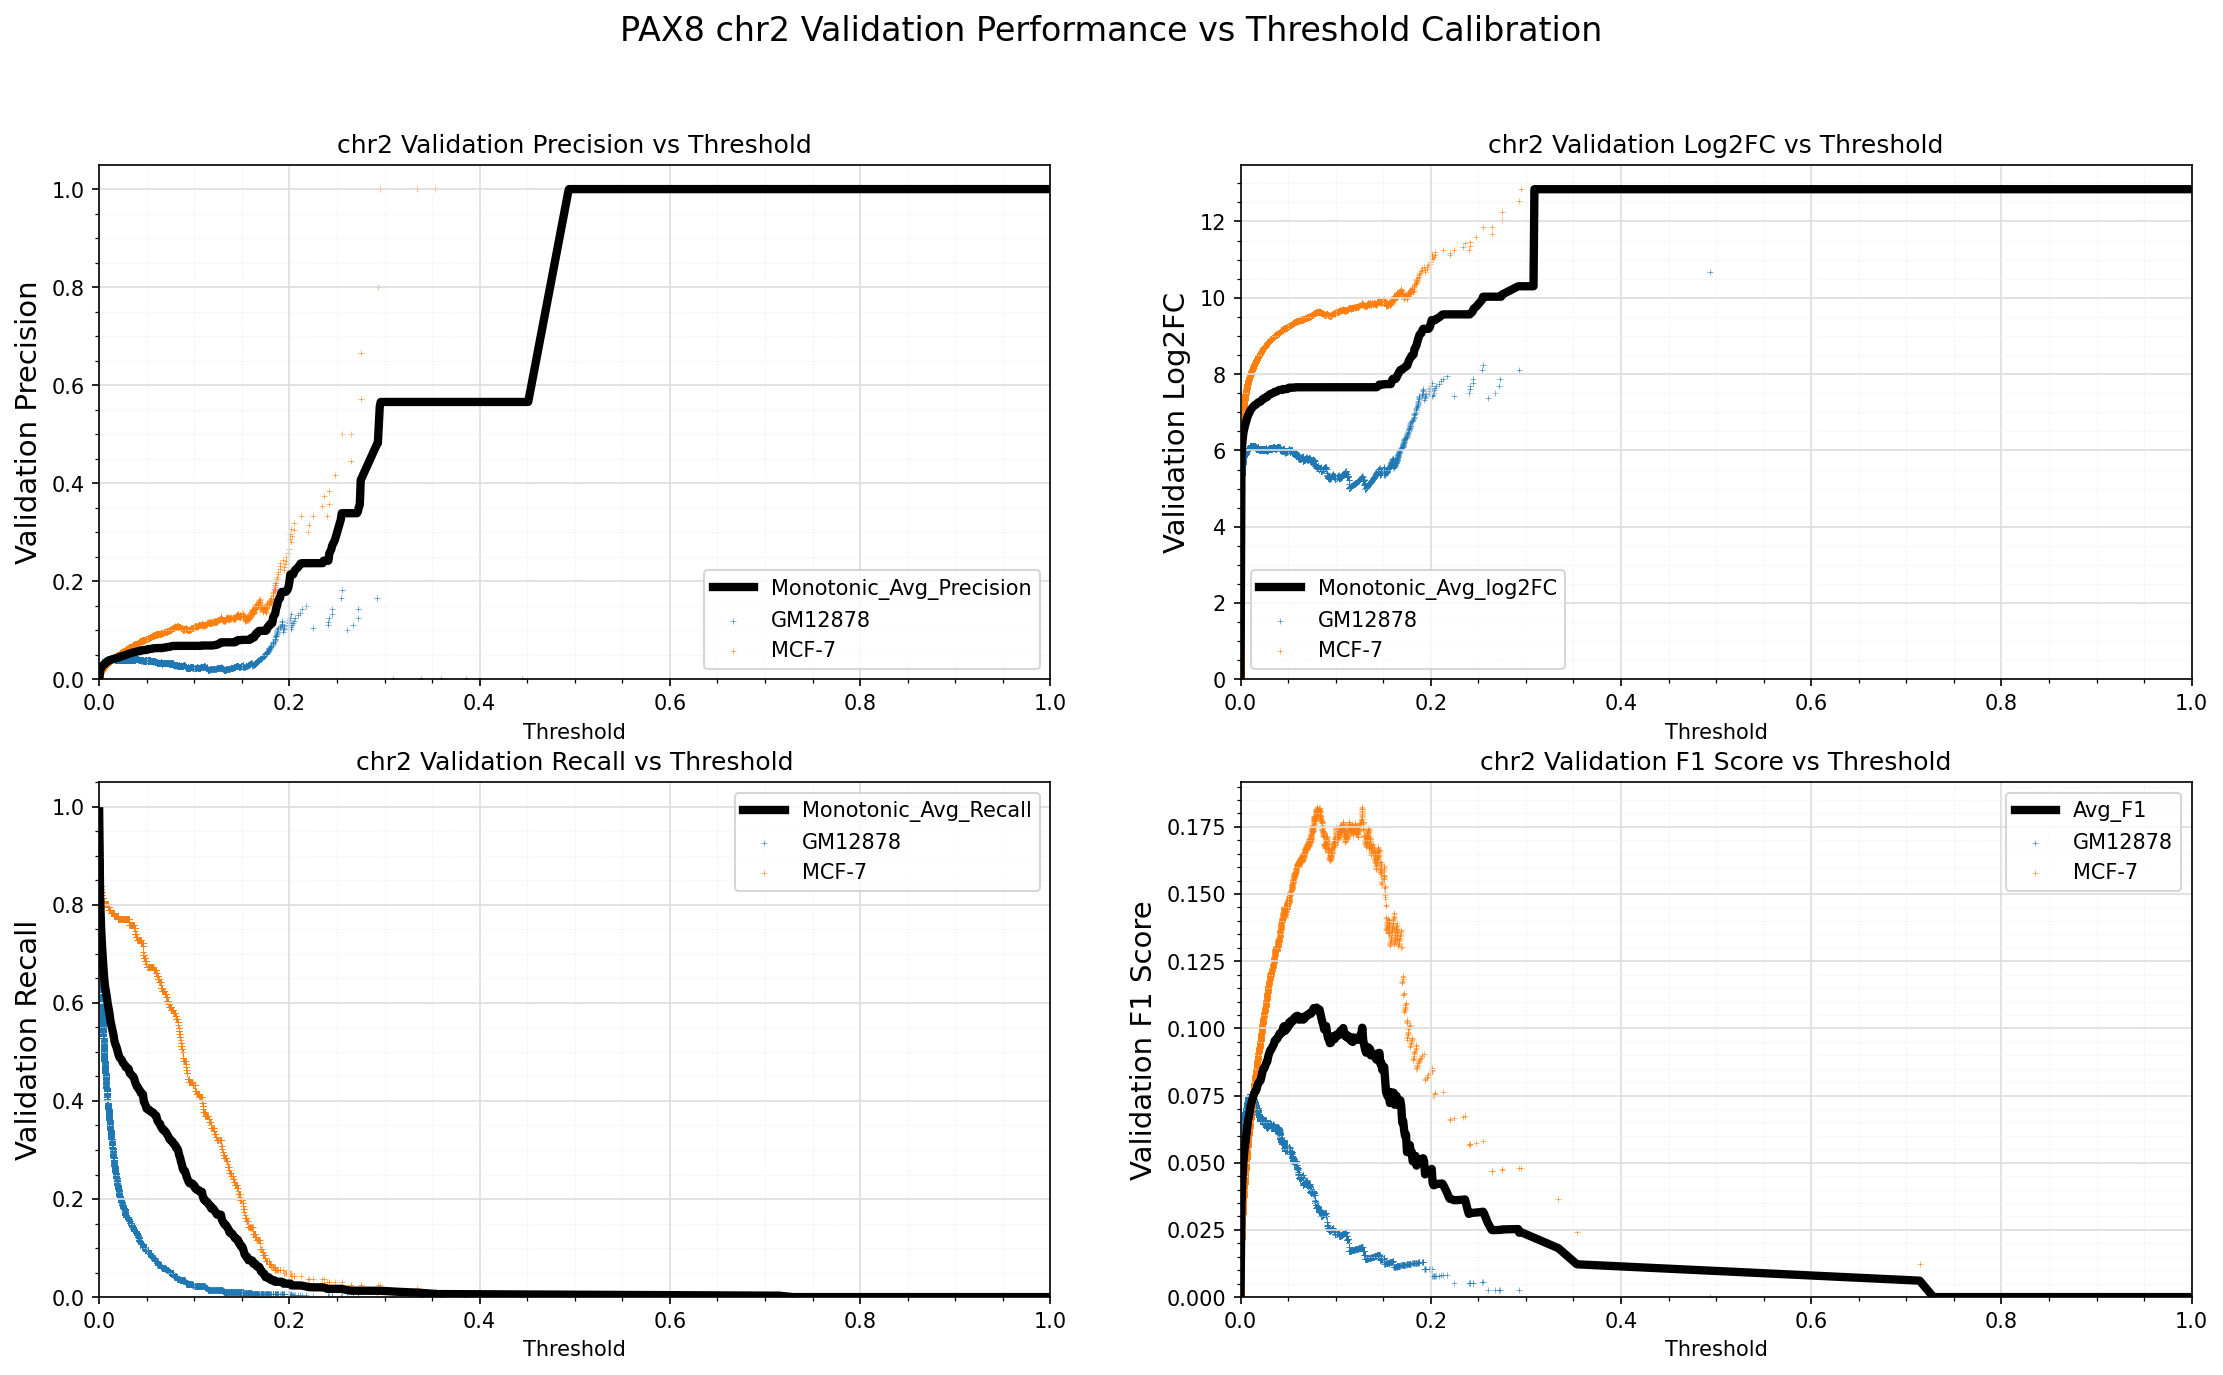 PAX8 chr2 Validation Performance vs Threshold Calibration
chr2 Validation Precision vs Threshold
Validation Precision
1.0
0.8
0.6
0.4
0.2
0.0
0.0 0.2 0.4 0.6 0.8 1.0
Threshold
Monotonic_Avg_Precision
GM12878
MCF-7
chr2 Validation Log2FC vs Threshold
Validation Log2FC
12
10
8
6
4
2
0
0.0 0.2 0.4 0.6 0.8 1.0
Threshold
Monotonic_Avg_log2FC
GM12878
MCF-7
chr2 Validation Recall vs Threshold
Validation Recall
1.0
0.8
0.6
0.4
0.2
0.0
0.0 0.2 0.4 0.6 0.8 1.0
Threshold
Monotonic_Avg_Recall
GM12878
MCF-7
chr2 Validation F1 Score vs Threshold
Validation F1 Score
0.175
0.150
0.125
0.100
0.075
0.050
0.025
0.000
0.0 0.2 0.4 0.6 0.8 1.0
Threshold
Avg_F1
GM12878
MCF-7